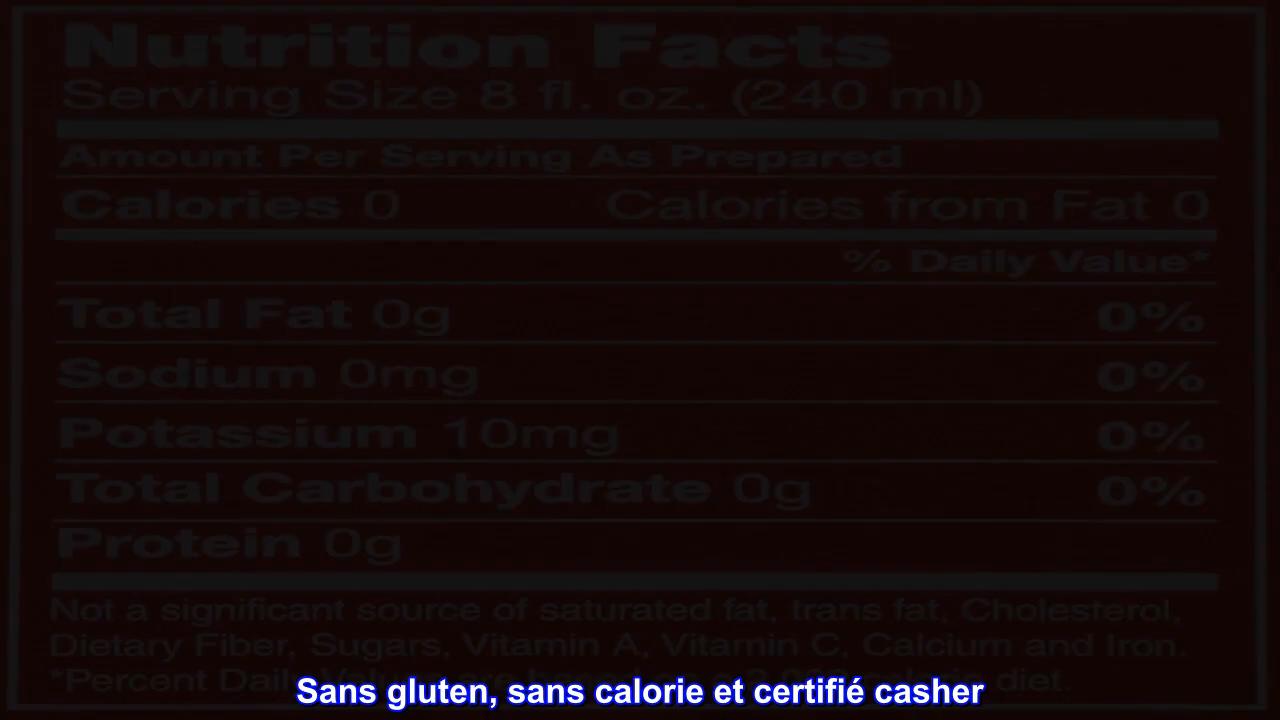 Nutrition Facts
Serving Size 8 fl. oz. (240 ml)
Amount Per Serving As Prepared
Calories 0 Calories from Fat 0
% Daily Value*
Total Fat 0g 0%
Sodium 0mg 0%
Potassium 10mg 0%
Total Carbohydrate 0g 0%
Protein 0g
Not a significant source of saturated fat, trans fat, Cholesterol,
Dietary Fiber, Sugars, Vitamin A, Vitamin C, Calcium and Iron.
*Percent Daily diet.
Sans gluten, sans calorie et certifié casher